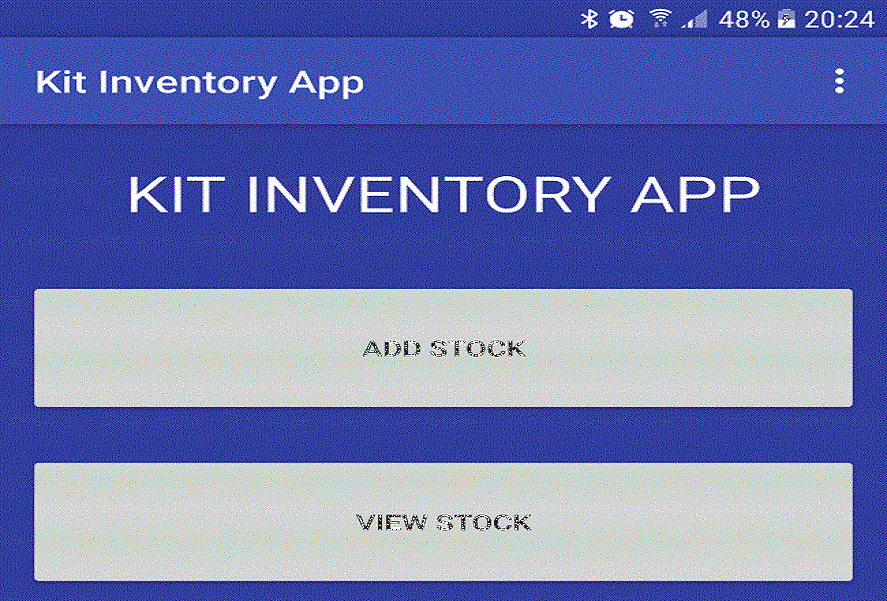 48% 20:24
Kit Inventory App
KIT INVENTORY APP
ADD STOCK
VIEW STOCK